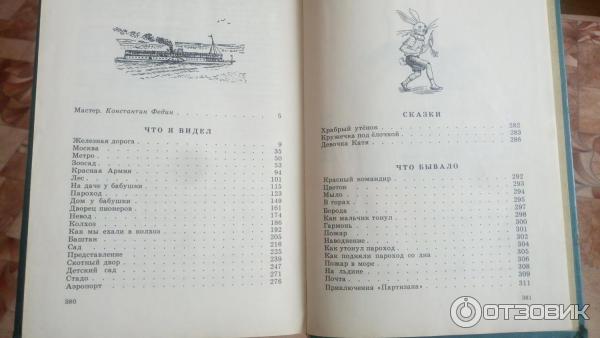 Мастер. Константин Федин . 5
ЧТО Я ВИДЕЛ
Железная дорога 9
Москва 35
Метро 50
Зоосад 53
Красная Армия 94
Лес 101
На даче у бабушки 115
Пароход 123
Дом у бабушки 149
Дворец пионеров 161
Невод 174
Колхоз 186
Как мы ехали в колхоз 192
Баштан 205
Сад 216
Представление 225
Скотный двор 239
Детский сад 247
Стадо 271
Аэропорт 276
380
СКАЗКИ
Храбрый утёнок 282
Кружечка под ёлочкой 283
Девочка Катя 286
ЧТО БЫВАЛО
Красный командир 292
Цветок 293
Мыло 294
В горах 295
Борода 297
Как мальчик тонул 298
Гармонь 301
Пожар 302
Наводнение 304
Как утонул пароход 305
Как подняли пароход со дна 306
Пожар в море 308
На льдине 309
Почта 311
Приключения «Партизана»
381
ОТЗОВИК